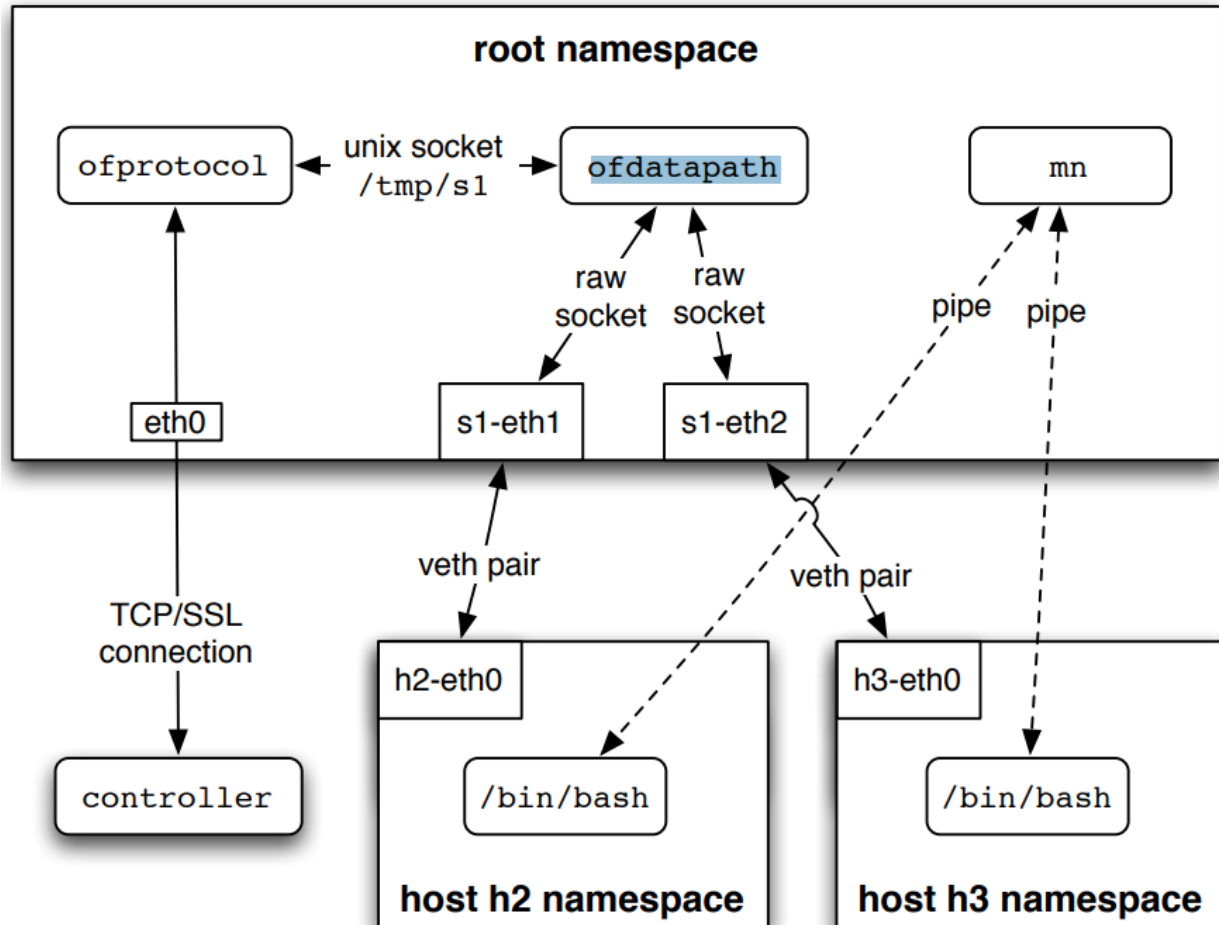 root namespace
ofprotocol
unix socket
/tmp/s1
ofdatapath
mn
raw
socket
raw
socket
pipe
pipe
eth0
s1-eth1
s1-eth2
veth pair
veth pair
TCP/SSL
connection
h2-eth0
h3-eth0
controller
/bin/bash
/bin/bash
host h2 namespace
host h3 namespace